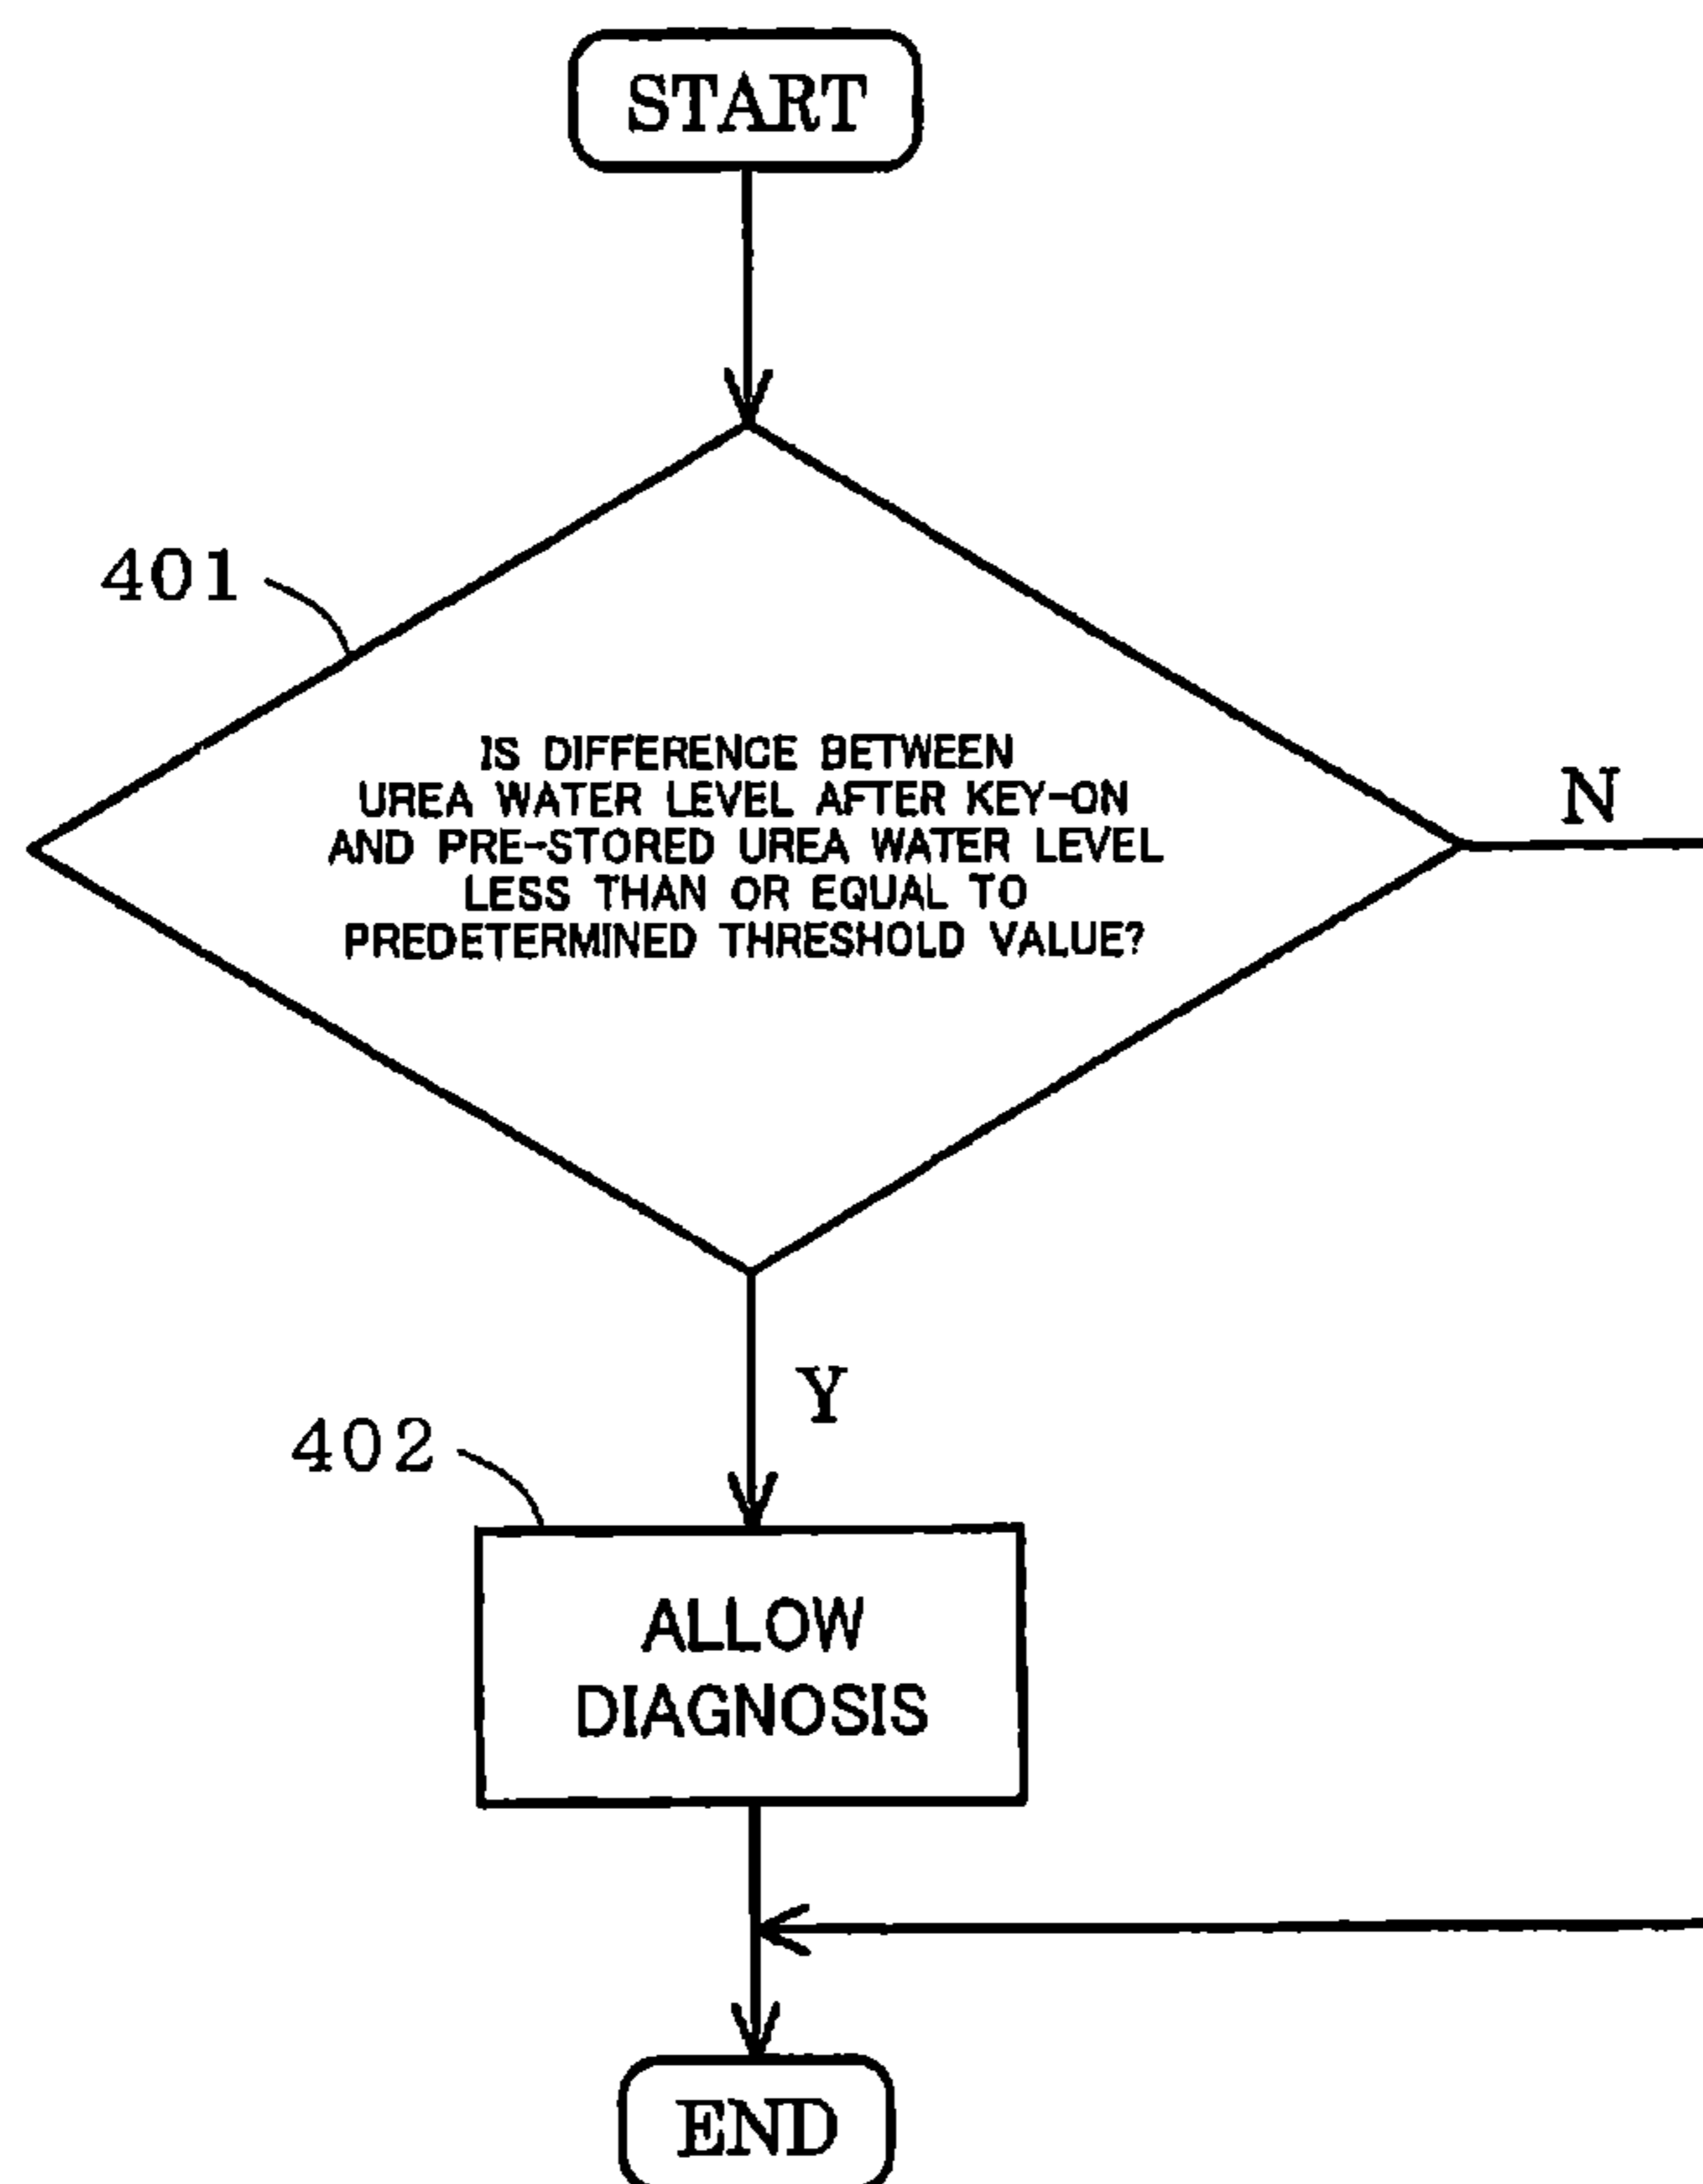 START
401
IS DIFFERENCE BETWEEN
UREA WATER LEVEL AFTER KEY-ON
AND PRE-STORED UREA WATER LEVEL
LESS THAN OR EQUAL TO
PREDETERMINED THRESHOLD VALUE?
N
Y
402
ALLOW
DIAGNOSIS
END